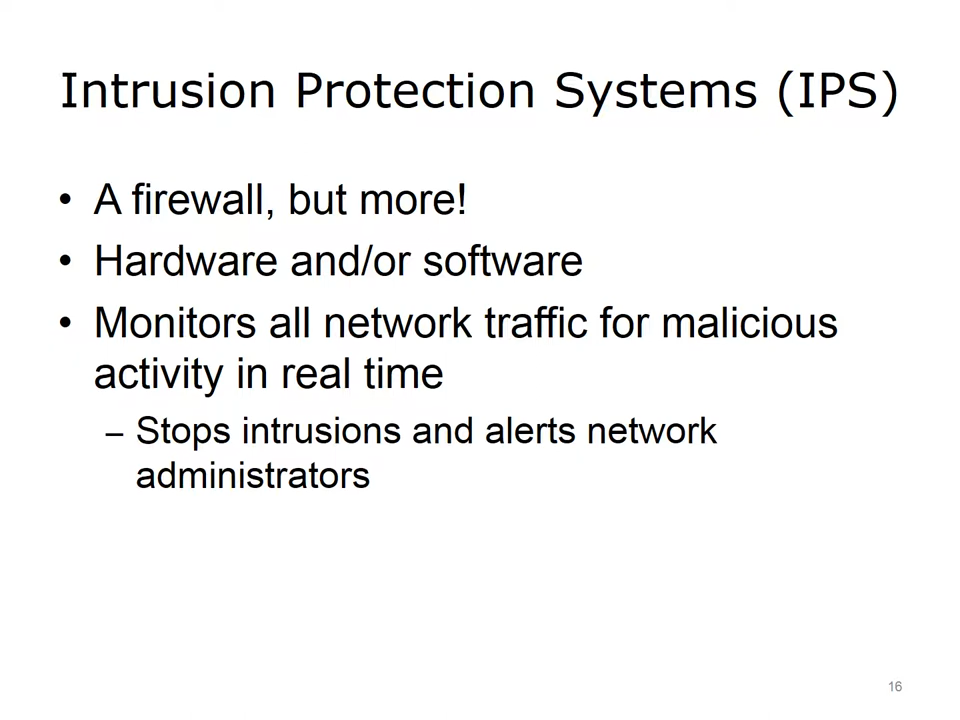 Intrusion Protection Systems (IPS)
• A firewall, but more!
• Hardware and/or software
• Monitors all network traffic for malicious
activity in real time
– Stops intrusions and alerts network
administrators
16